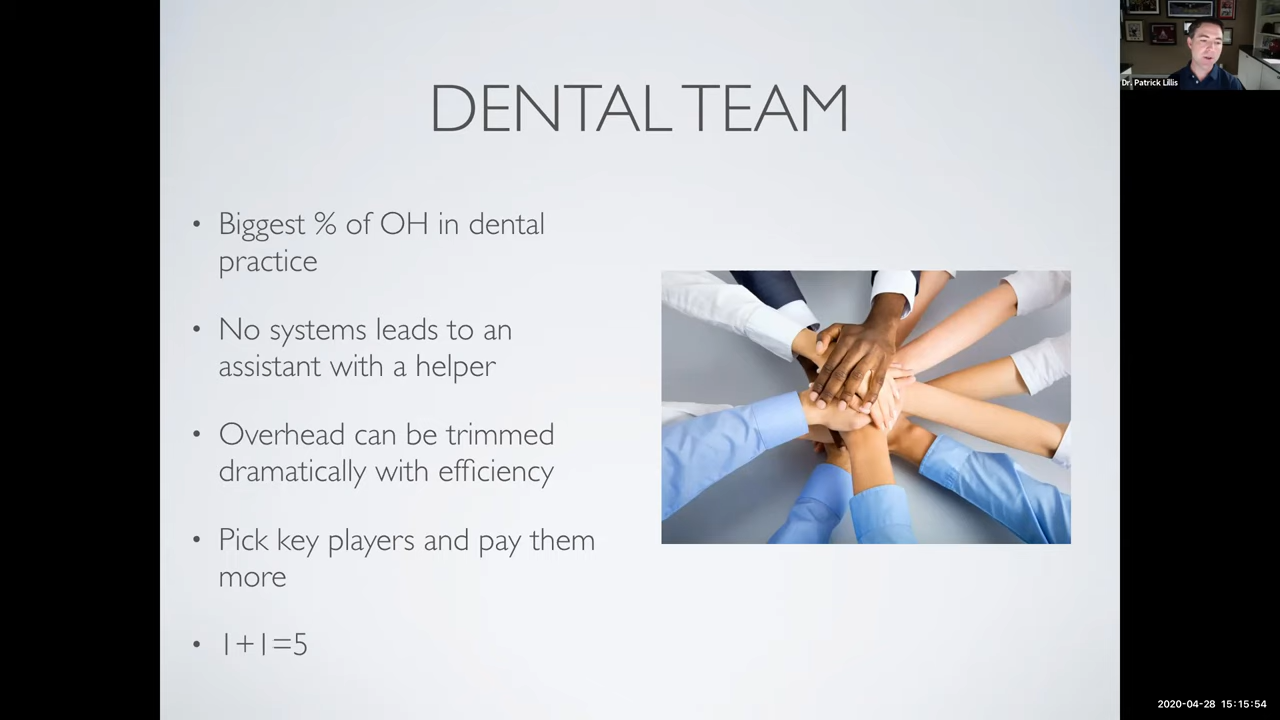 DENTAL TEAM
• Biggest % of OH in dental
practice
• No systems leads to an
assistant with a helper
• Overhead can be trimmed
dramatically with efficiency
• Pick key players and pay them
more
• 1+1=5
Dr. Patrick Lillis
2020-04-28 15:15:54